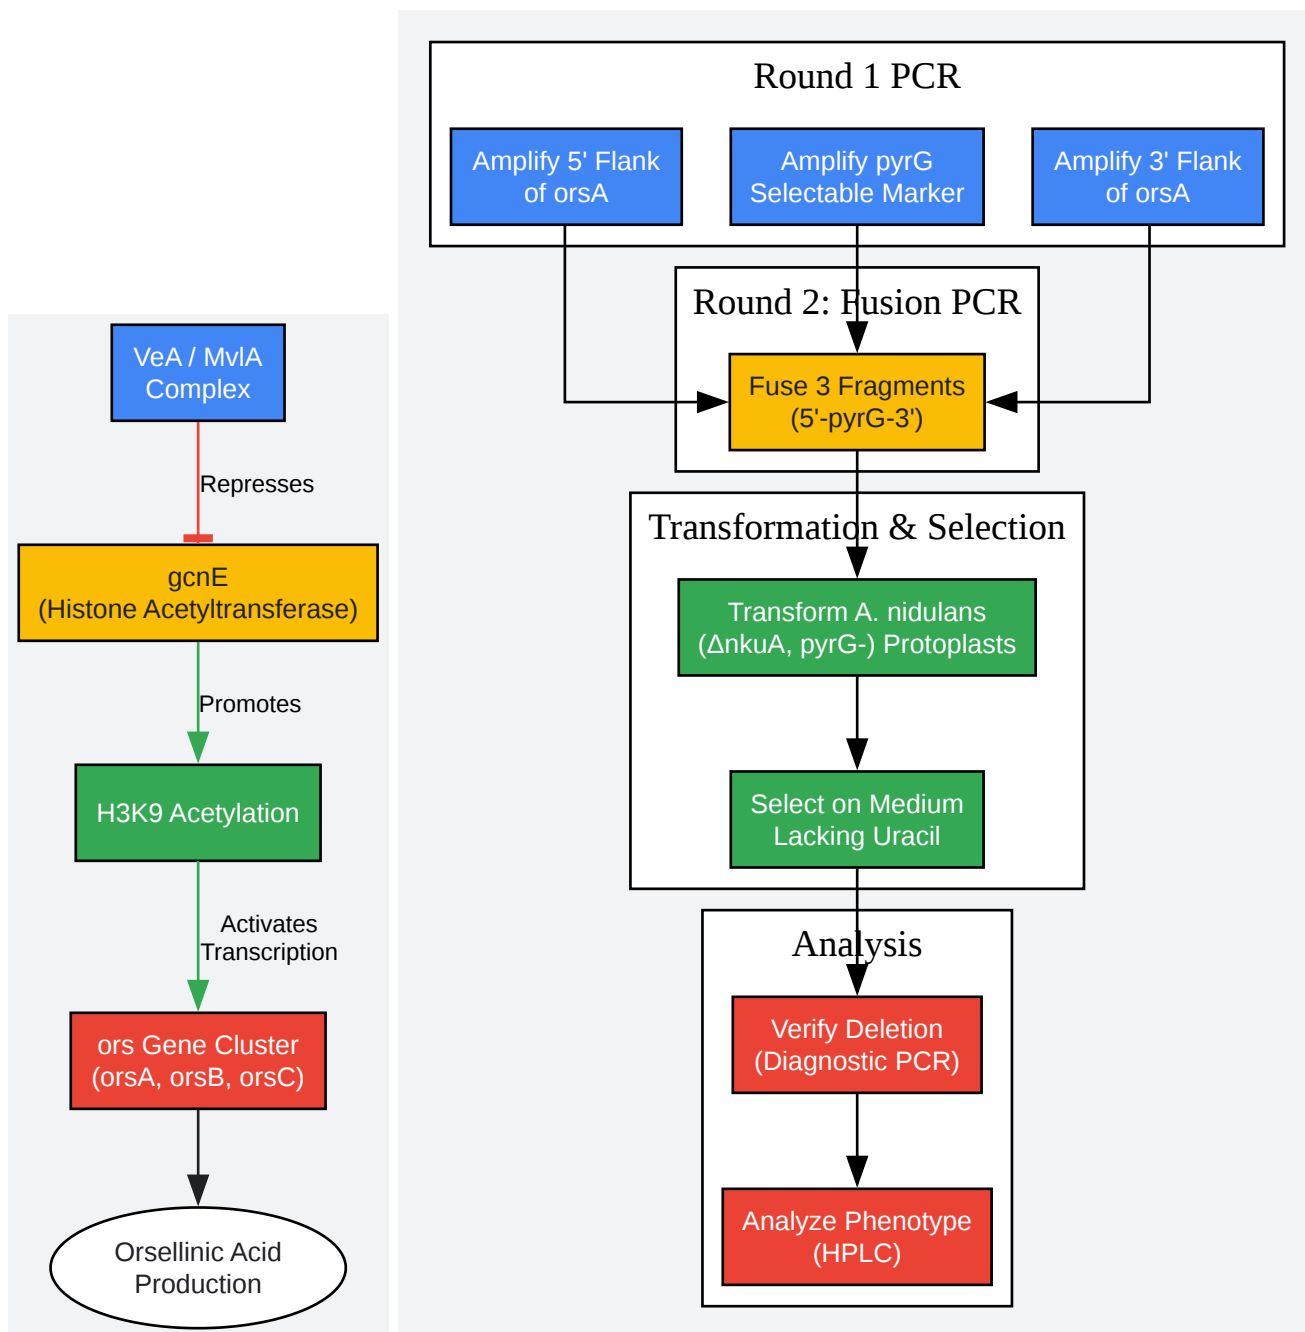 VeA / MvlA
Complex
Represses
gcnE
(Histone Acetyltransferase)
Promotes
H3K9 Acetylation
Activates
Transcription
ors Gene Cluster
(orsA, orsB, orsC)
Orsellinic Acid
Production
Round 1 PCR
Amplify 5' Flank
of orsA
Amplify pyrG
Selectable Marker
Amplify 3' Flank
of orsA
Round 2: Fusion PCR
Fuse 3 Fragments
(5'-pyrG-3')
Transformation & Selection
Transform A. nidulans
(ΔnkuA, pyrG-) Protoplasts
Select on Medium
Lacking Uracil
Analysis
Verify Deletion
(Diagnostic PCR)
Analyze Phenotype
(HPLC)